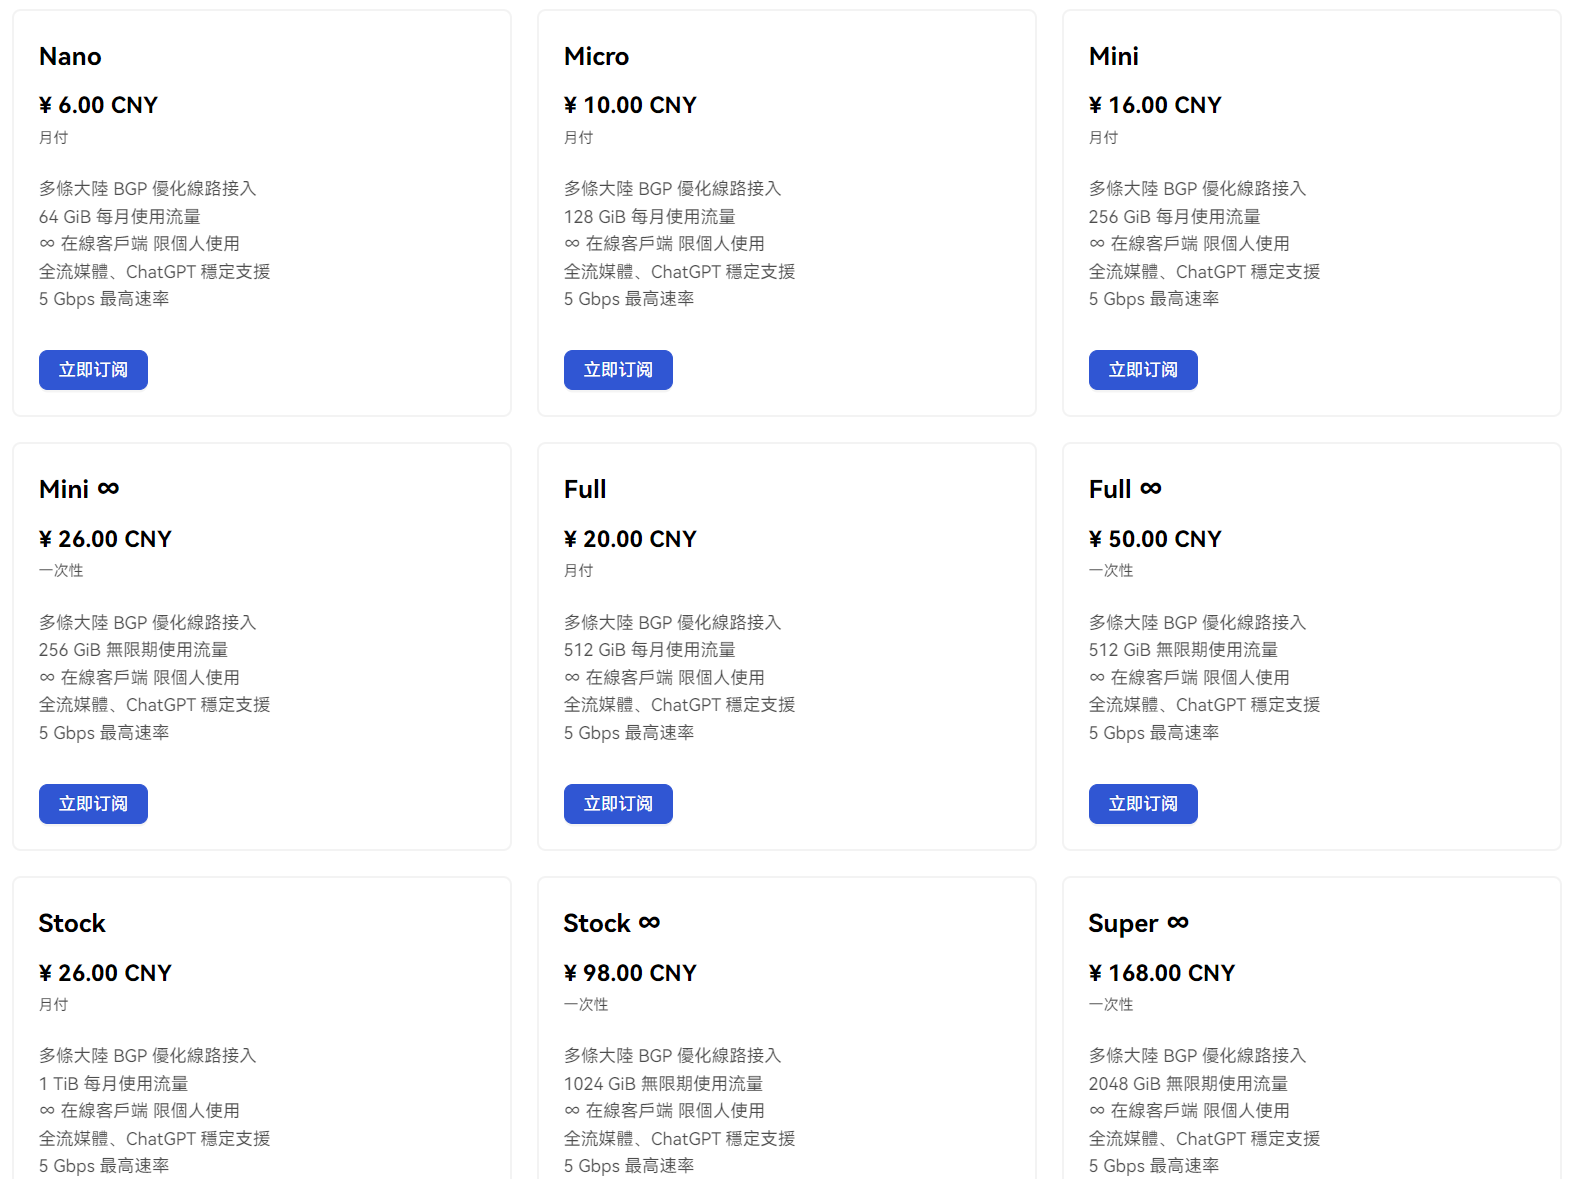 Nano
¥ 6.00 CNY
月付
多條大陸 BGP 優化線路接入
64 GiB 每月使用流量
∞ 在線客戶端 限個人使用
全流媒體、ChatGPT 穩定支援
5 Gbps 最高速率
立即订阅
Micro
¥ 10.00 CNY
月付
多條大陸 BGP 優化線路接入
128 GiB 每月使用流量
∞ 在線客戶端 限個人使用
全流媒體、ChatGPT 穩定支援
5 Gbps 最高速率
立即订阅
Mini
¥ 16.00 CNY
月付
多條大陸 BGP 優化線路接入
256 GiB 每月使用流量
∞ 在線客戶端 限個人使用
全流媒體、ChatGPT 穩定支援
5 Gbps 最高速率
立即订阅
Mini ∞
¥ 26.00 CNY
一次性
多條大陸 BGP 優化線路接入
256 GiB 無限期使用流量
∞ 在線客戶端 限個人使用
全流媒體、ChatGPT 穩定支援
5 Gbps 最高速率
立即订阅
Full
¥ 20.00 CNY
月付
多條大陸 BGP 優化線路接入
512 GiB 每月使用流量
∞ 在線客戶端 限個人使用
全流媒體、ChatGPT 穩定支援
5 Gbps 最高速率
立即订阅
Full ∞
¥ 50.00 CNY
一次性
多條大陸 BGP 優化線路接入
512 GiB 無限期使用流量
∞ 在線客戶端 限個人使用
全流媒體、ChatGPT 穩定支援
5 Gbps 最高速率
立即订阅
Stock
¥ 26.00 CNY
月付
多條大陸 BGP 優化線路接入
1 TiB 每月使用流量
∞ 在線客戶端 限個人使用
全流媒體、ChatGPT 穩定支援
5 Gbps 最高速率
Stock ∞
¥ 98.00 CNY
一次性
多條大陸 BGP 優化線路接入
1024 GiB 無限期使用流量
∞ 在線客戶端 限個人使用
全流媒體、ChatGPT 穩定支援
5 Gbps 最高速率
Super ∞
¥ 168.00 CNY
一次性
多條大陸 BGP 優化線路接入
2048 GiB 無限期使用流量
∞ 在線客戶端 限個人使用
全流媒體、ChatGPT 穩定支援
5 Gbps 最高速率